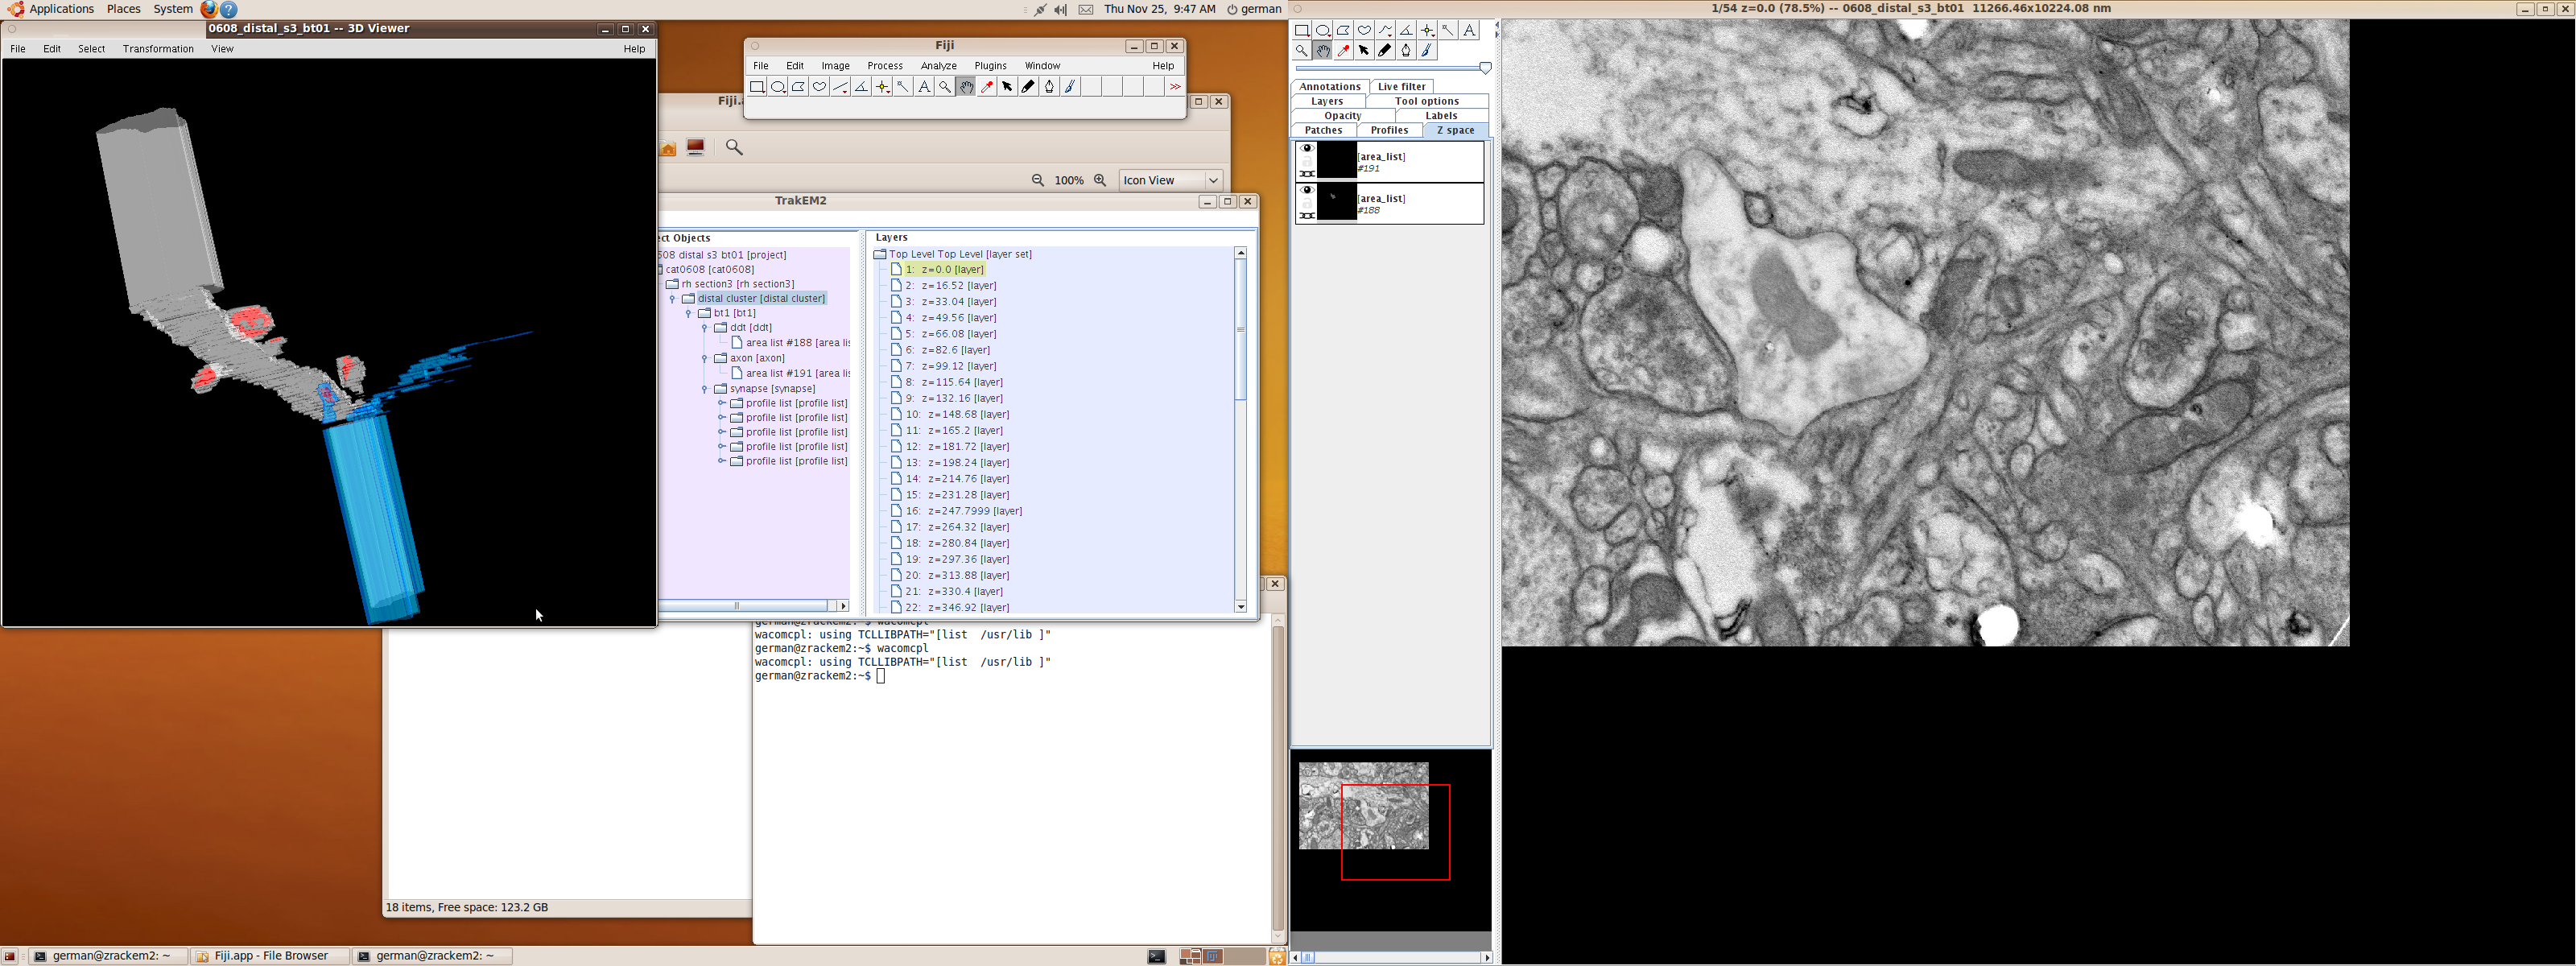 Applications Places System
Thu Nov 25, 9:47 AM german
1/54 z=0.0 (78.5%) -- 0608_distal_s3_bt01 11266.46x10224.08 nm
0608_distal_s3_bt01 -- 3D Viewer
File Edit Select Transformation View Help
Fiji
File Edit Image Process Analyze Plugins Window Help
>>
100% Icon View
TrakEM2
ect Objects
608 distal s3 bt01 [project]
cat0608 [cat0608]
rh section3 [rh section3]
distal cluster [distal cluster]
bt1 [bt1]
ddt [ddt]
area list #188 [area lis
axon [axon]
area list #191 [area lis
synapse [synapse]
profile list [profile list]
profile list [profile list]
profile list [profile list]
profile list [profile list]
profile list [profile list]
Layers
Top Level Top Level [layer set]
1: z=0.0 [layer]
2: z=16.52 [layer]
3: z=33.04 [layer]
4: z=49.56 [layer]
5: z=66.08 [layer]
6: z=82.6 [layer]
7: z=99.12 [layer]
8: z=115.64 [layer]
9: z=132.16 [layer]
10: z=148.68 [layer]
11: z=165.2 [layer]
12: z=181.72 [layer]
13: z=198.24 [layer]
14: z=214.76 [layer]
15: z=231.28 [layer]
16: z=247.7999 [layer]
17: z=264.32 [layer]
18: z=280.84 [layer]
19: z=297.36 [layer]
20: z=313.88 [layer]
21: z=330.4 [layer]
22: z=346.92 [layer]
german@zrackem2:~$ wacomcpl
wacomcpl: using TCLLIBPATH="[list /usr/lib ]"
german@zrackem2:~$ wacomcpl
wacomcpl: using TCLLIBPATH="[list /usr/lib ]"
german@zrackem2:~$
18 items, Free space: 123.2 GB
Annotations Live filter
Layers Tool options
Opacity Labels
Patches Profiles Z space
[area_list]
#191
[area_list]
#188
german@zrackem2: ~ Fiji.app - File Browser german@zrackem2: ~